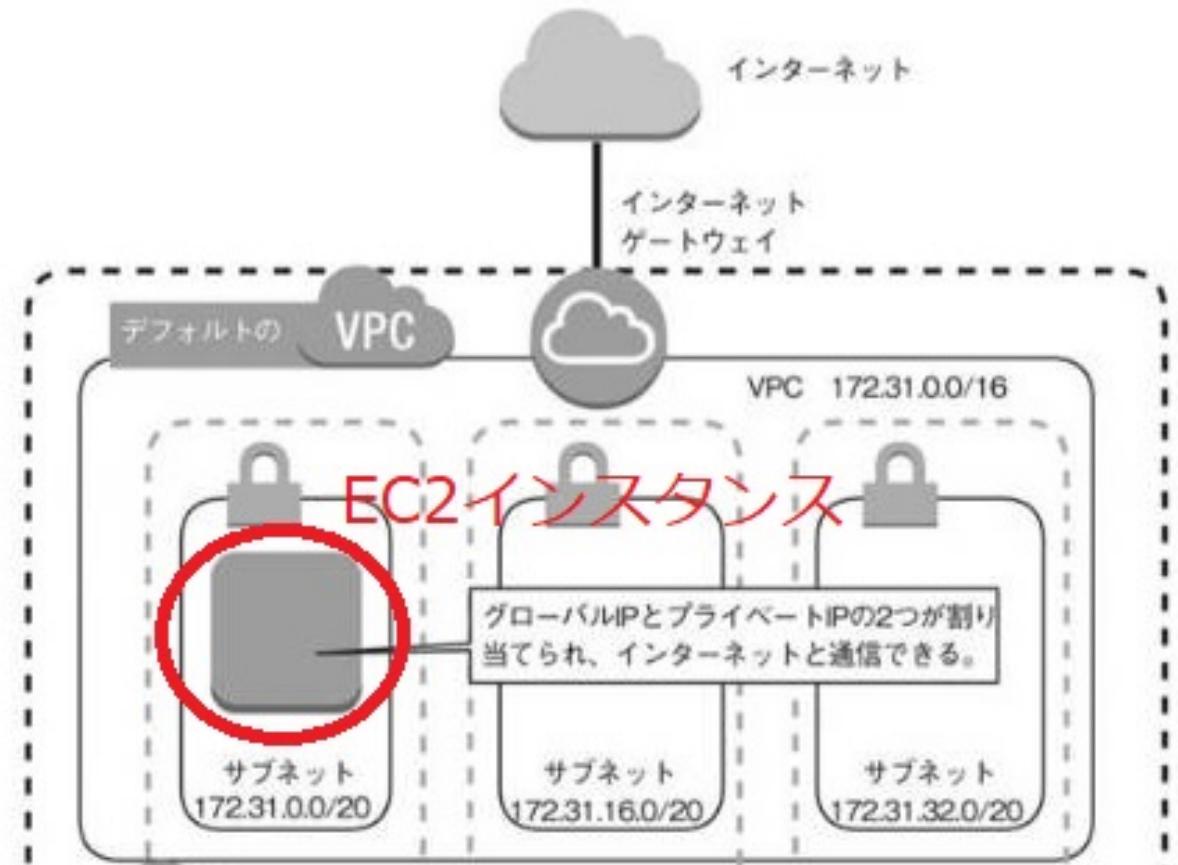 インターネット
インターネット
ゲートウェイ
デフォルトの VPC
VPC 172.31.0.0/16
EC2インスタンス
グローバルIPとプライベートIPの2つが割り
当てられ、インターネットと通信できる。
サブネット
172.31.0.0/20
サブネット
172.31.16.0/20
サブネット
172.31.32.0/20